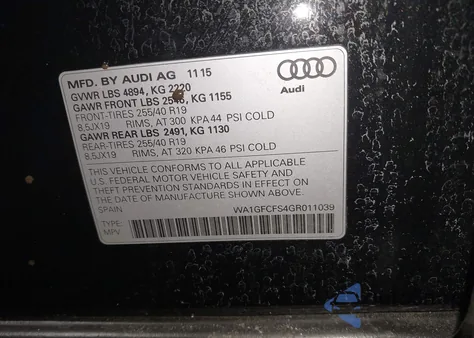 MFD. BY AUDI AG 11 15
GVWR LBS 4894, KG 2220
GAWR FRONT LBS 2546, KG 1155
FRONT-TIRES 255/40 R19
8.5JX19 RIMS, AT 300 KPA 44 PSI COLD
GAWR REAR LBS 2491, KG 1130
REAR-TIRES 255/40 R19
8.5JX19 RIMS, AT 320 KPA 46 PSI COLD
Audi
THIS VEHICLE CONFORMS TO ALL APPLICABLE
U.S. FEDERAL MOTOR VEHICLE SAFETY AND
THEFT PREVENTION STANDARDS IN EFFECT ON
THE DATE OF MANUFACTURE SHOWN ABOVE.
SPAIN WA1GFCFS4GR011039
TYPE:
MPV